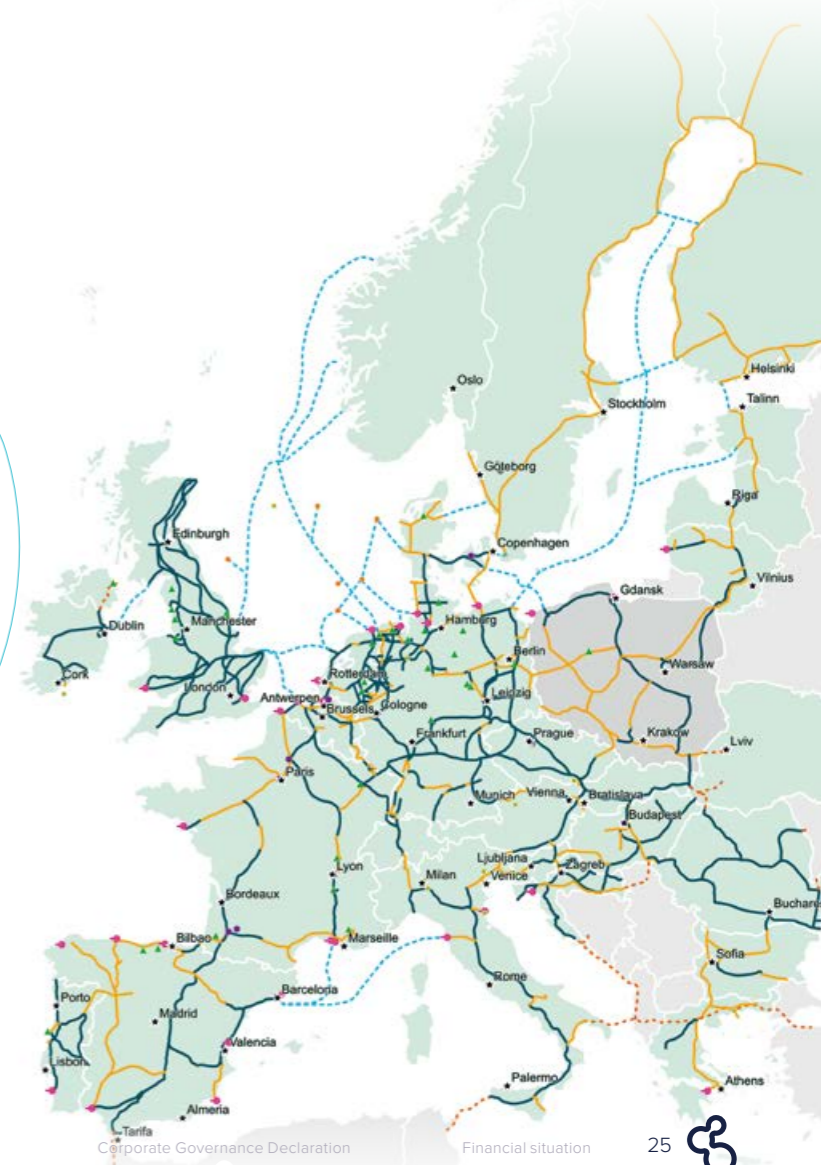 Oslo
Helsinki
Talinn
Stockholm
Göteborg
Riga
Edinburgh
Copenhagen
Vilnius
Gdansk
Dublin
Manchester
Hamburg
Berlin
Warsaw
Cork
London
Rotterdam
Antwerpen
Brussels
Cologne
Leipzig
Frankfurt
Prague
Krakow
Lviv
Paris
Munich
Vienna
Bratislava
Budapest
Lyon
Ljubljana
Zagreb
Milan
Venice
Bordeaux
Buchare
Bilbao
Marseille
Sofia
Rome
Porto
Barcelona
Madrid
Valencia
Lisbon
Palermo
Athens
Almeria
Tarifa
Corporate Governance Declaration
Financial situation
25